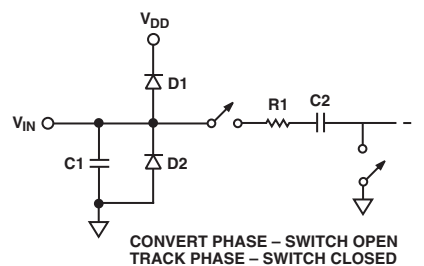 VDD
D1
R1
C2
VIN
C1
D2
CONVERT PHASE – SWITCH OPEN
TRACK PHASE – SWITCH CLOSED